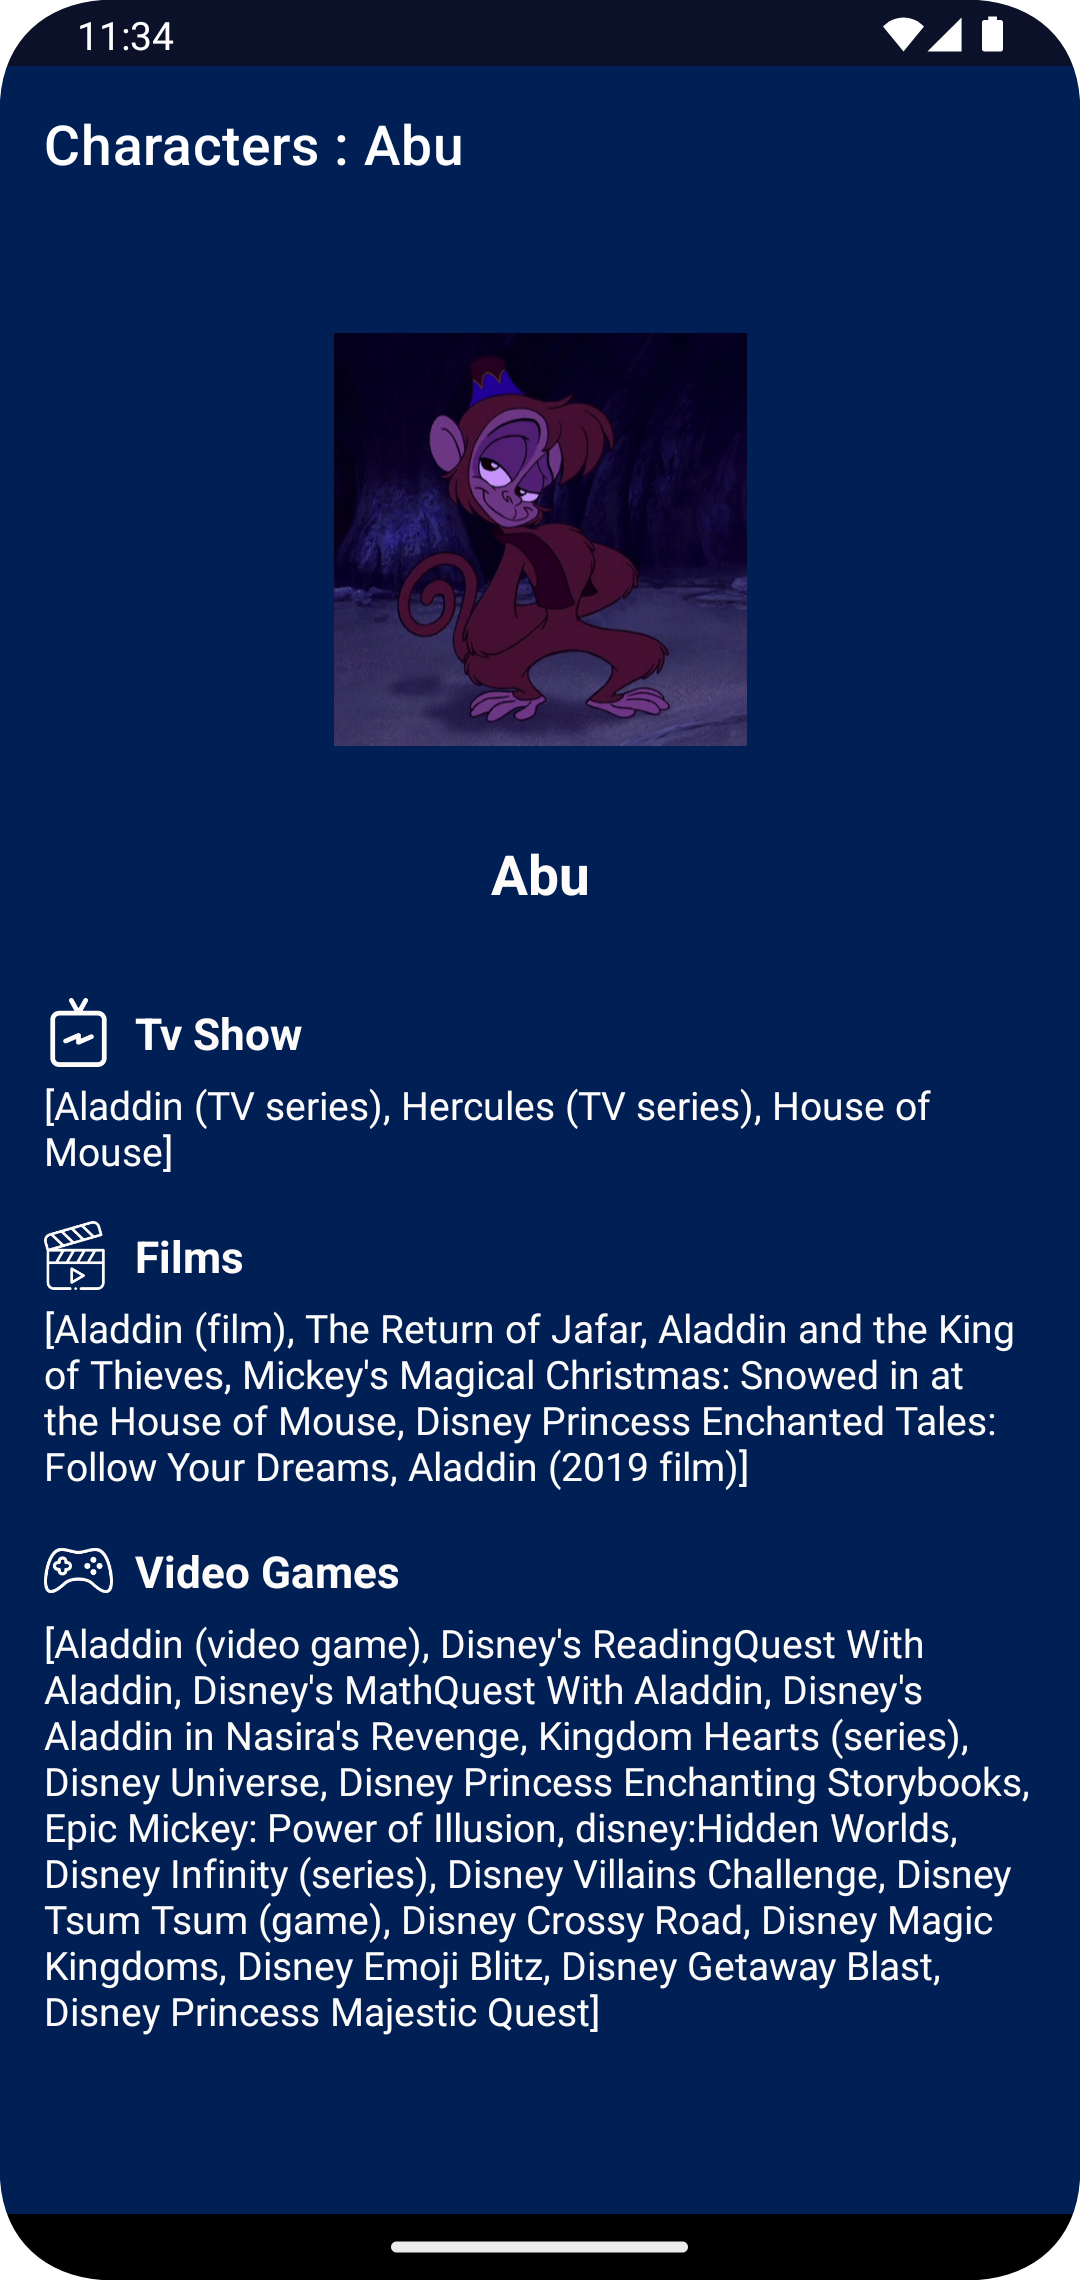 11:34
Characters : Abu
Abu
Tv Show
[Aladdin (TV series), Hercules (TV series), House of
Mouse]
Films
[Aladdin (film), The Return of Jafar, Aladdin and the King
of Thieves, Mickey's Magical Christmas: Snowed in at
the House of Mouse, Disney Princess Enchanted Tales:
Follow Your Dreams, Aladdin (2019 film)]
Video Games
[Aladdin (video game), Disney's ReadingQuest With
Aladdin, Disney's MathQuest With Aladdin, Disney's
Aladdin in Nasira's Revenge, Kingdom Hearts (series),
Disney Universe, Disney Princess Enchanting Storybooks,
Epic Mickey: Power of Illusion, disney:Hidden Worlds,
Disney Infinity (series), Disney Villains Challenge, Disney
Tsum Tsum (game), Disney Crossy Road, Disney Magic
Kingdoms, Disney Emoji Blitz, Disney Getaway Blast,
Disney Princess Majestic Quest]